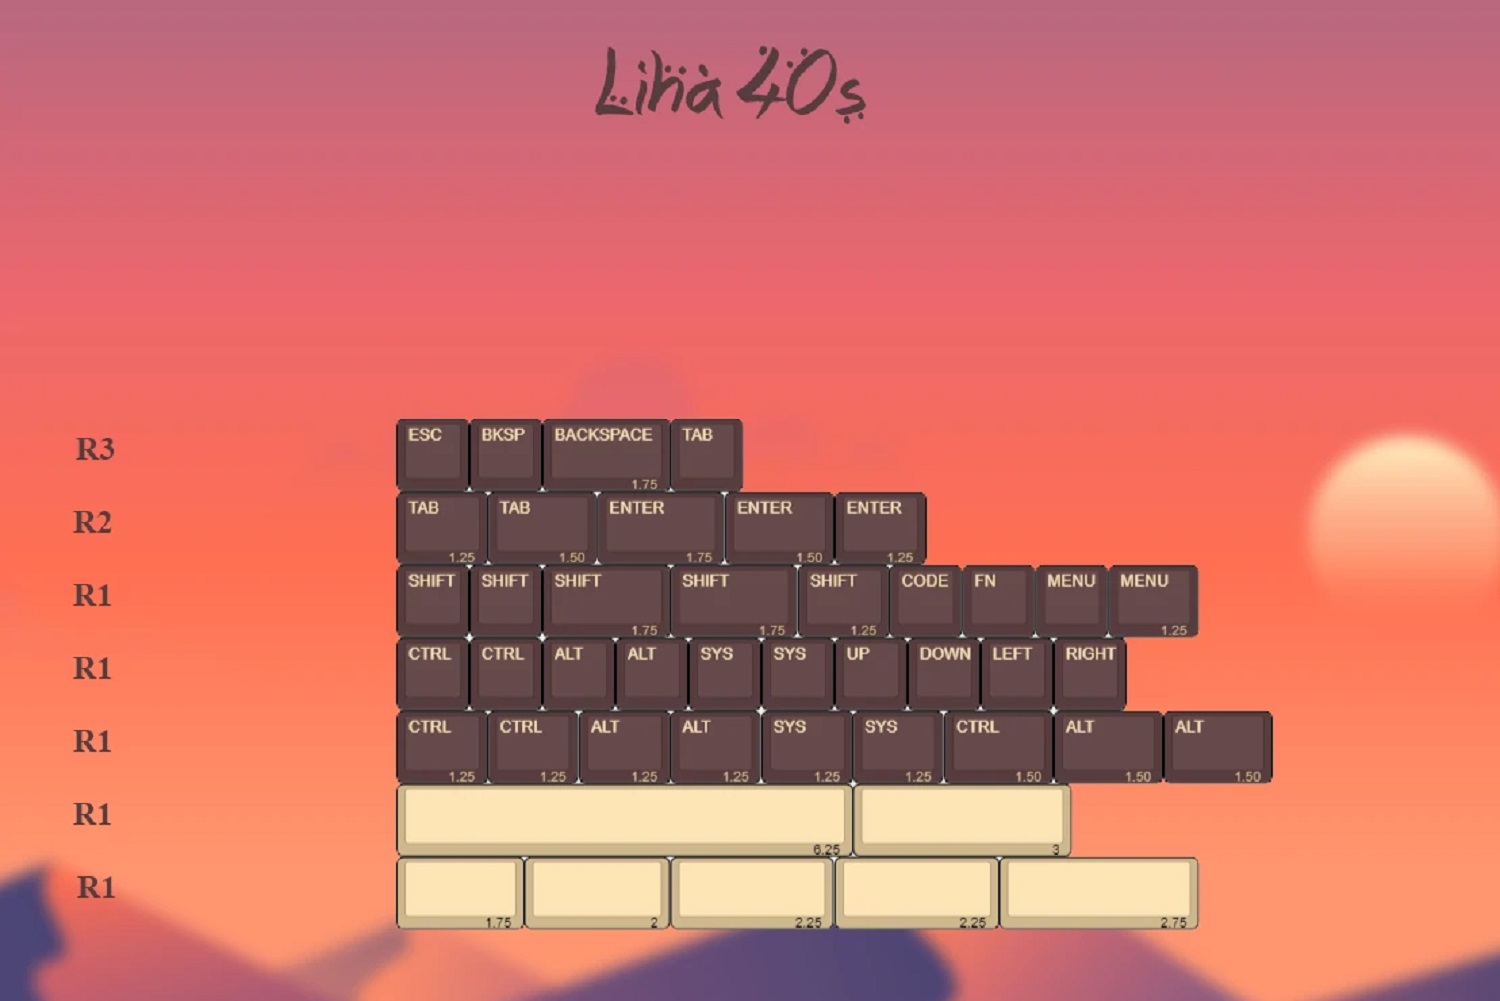 Liha 40s
R3 ESC BKSP BACKSPACE TAB
1.75
R2 TAB TAB ENTER ENTER ENTER
1.25 1.50 1.75 1.50 1.25
R1 SHIFT SHIFT SHIFT SHIFT SHIFT CODE FN MENU MENU
1.75 1.75 1.25 1.25
R1 CTRL CTRL ALT ALT SYS SYS UP DOWN LEFT RIGHT
R1 CTRL CTRL ALT ALT SYS SYS CTRL ALT ALT
1.25 1.25 1.25 1.25 1.25 1.25 1.50 1.50 1.50
R1
6.25 3
R1
1.75 2 2.25 2.25 2.75